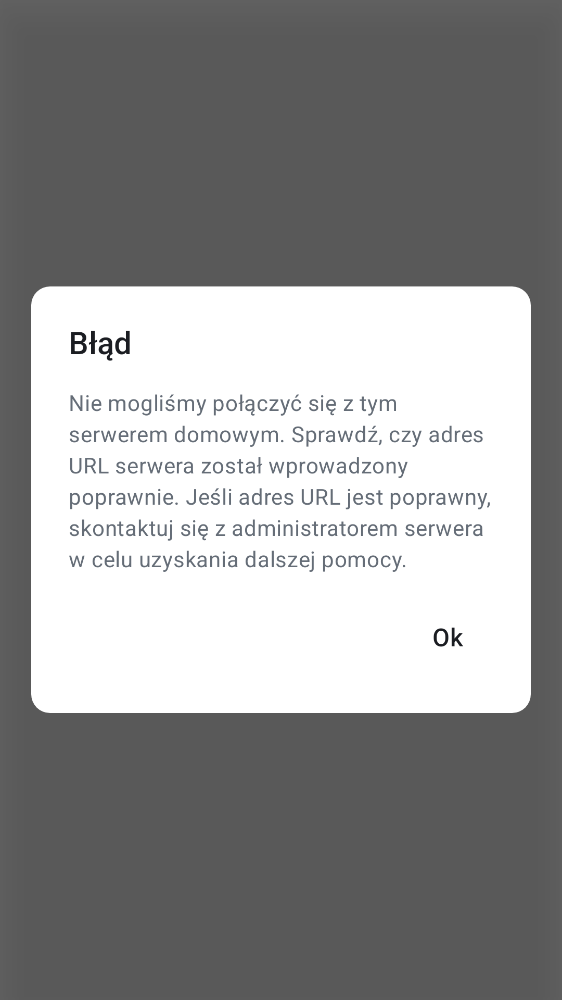 Błąd
Nie mogliśmy połączyć się z tym
serwerem domowym. Sprawdź, czy adres
URL serwera został wprowadzony
poprawnie. Jeśli adres URL jest poprawny,
skontaktuj się z administratorem serwera
w celu uzyskania dalszej pomocy.
Ok